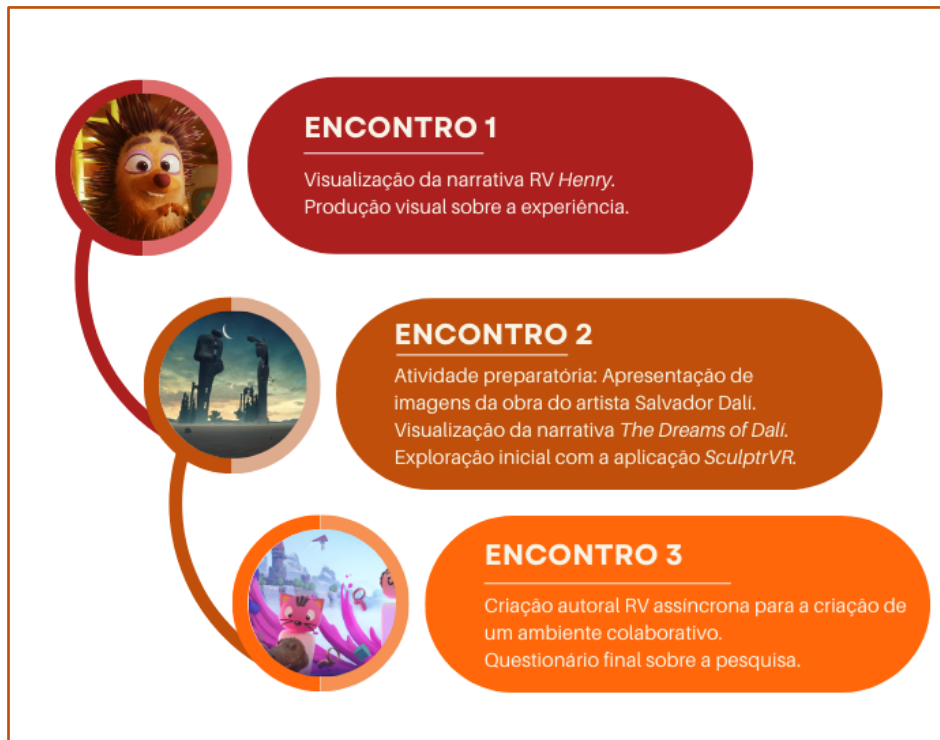 ENCONTRO 1
Visualização da narrativa RV Henry.
Produção visual sobre a experiência.
ENCONTRO 2
Atividade preparatória: Apresentação de
imagens da obra do artista Salvador Dalí.
Visualização da narrativa The Dreams of Dalí.
Exploração inicial com a aplicação SculptrVR.
ENCONTRO 3
Criação autoral RV assíncrona para a criação de
um ambiente colaborativo.
Questionário final sobre a pesquisa.